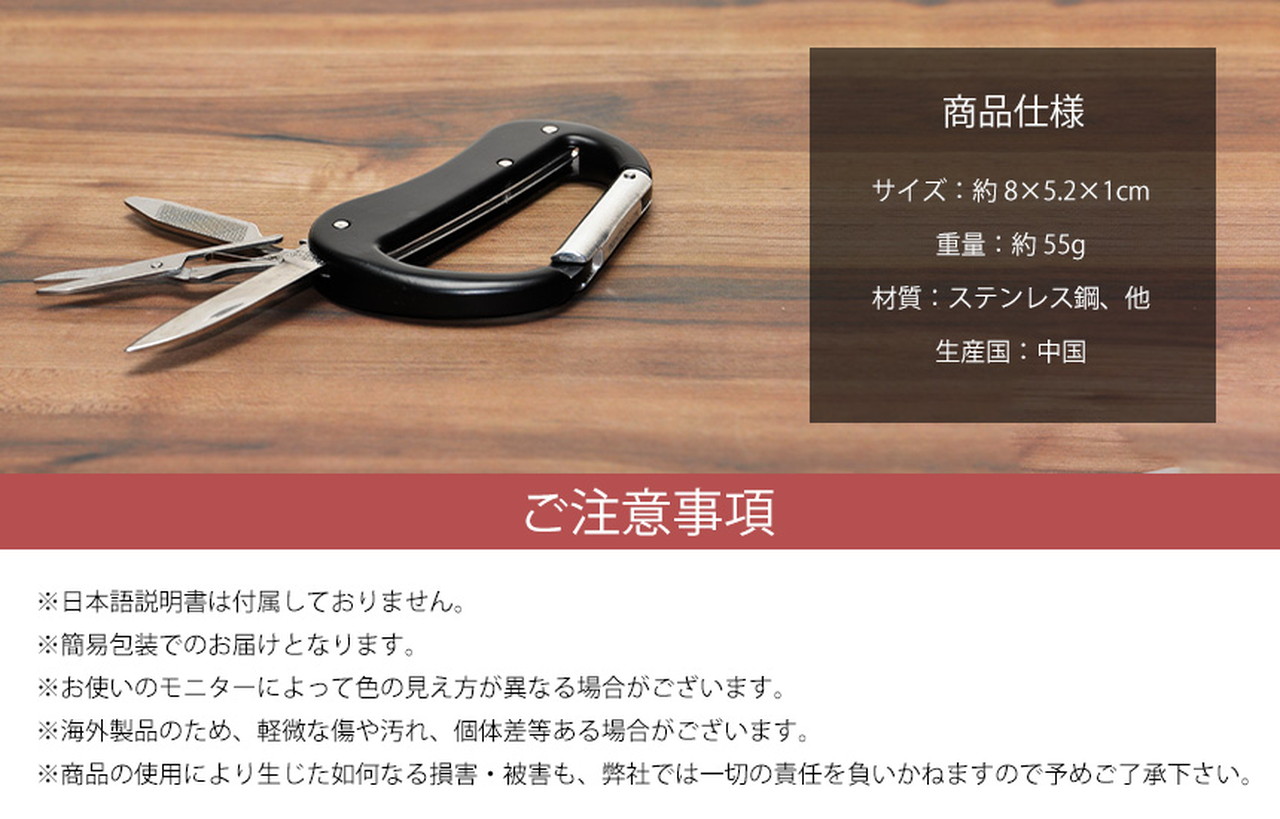 商品仕様
サイズ：約 8×5.2×1cm
重量：約 55g
材質：ステンレス鋼、他
生産国：中国
ご注意事項
※日本語説明書は付属しておりません。
※簡易包装でのお届けとなります。
※お使いのモニターによって色の見え方が異なる場合がございます。
※海外製品のため、軽微な傷や汚れ、個体差等ある場合がございます。
※商品の使用により生じた如何なる損害・被害も、弊社では一切の責任を負いかねますので予めご了承下さい。